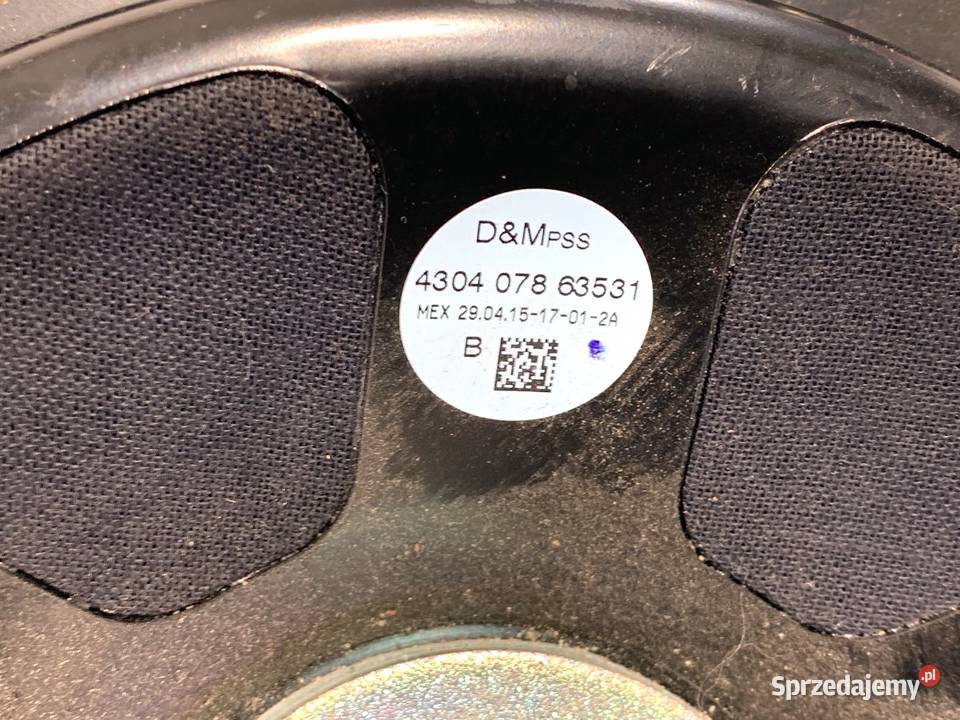 D&MPSS
4304 078 63531
MEX 29.04.15-17-01-2A
B
Sprzedajemy.pl